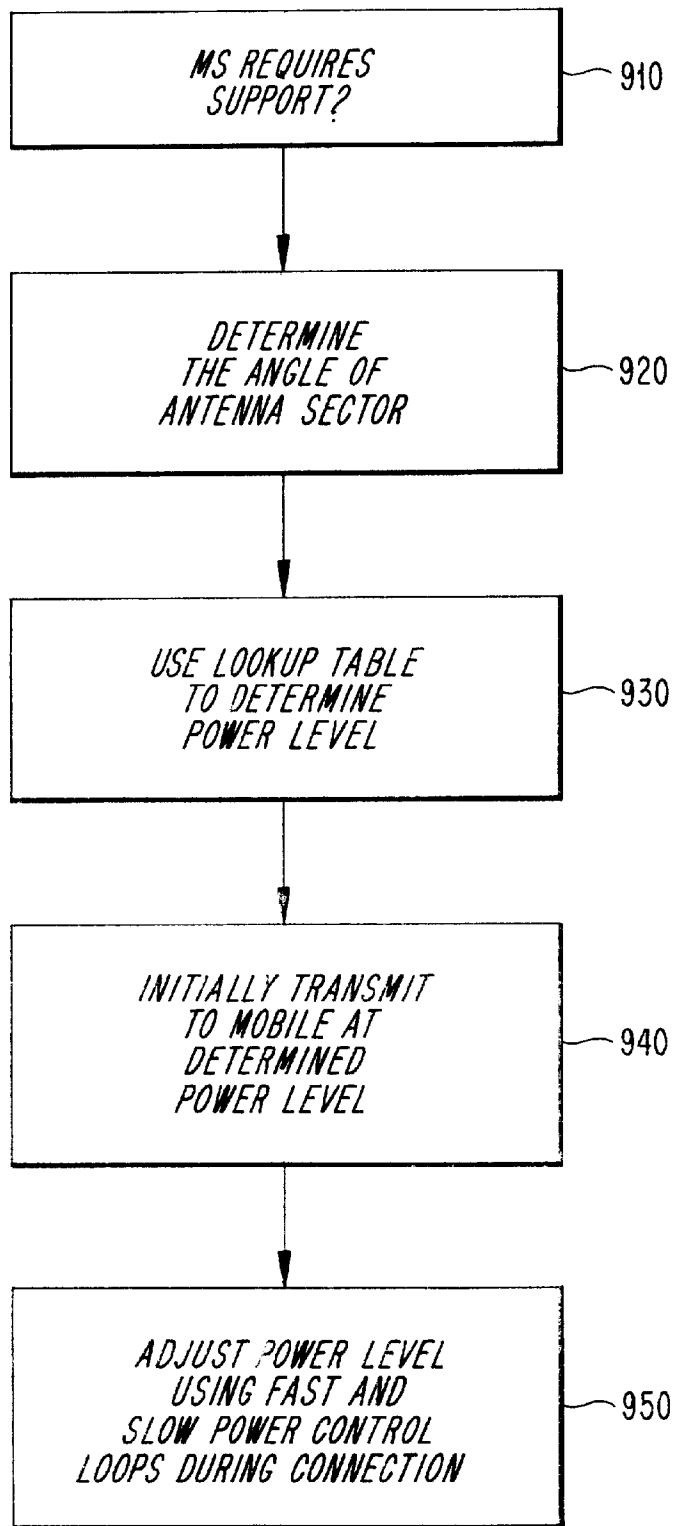 MS REQUIRES
SUPPORT?
910
DETERMINE
THE ANGLE OF
ANTENNA SECTOR
920
USE LOOKUP TABLE
TO DETERMINE
POWER LEVEL
930
INITIALLY TRANSMIT
TO MOBILE AT
DETERMINED
POWER LEVEL
940
ADJUST POWER LEVEL
USING FAST AND
SLOW POWER CONTROL
LOOPS DURING CONNECTION
950